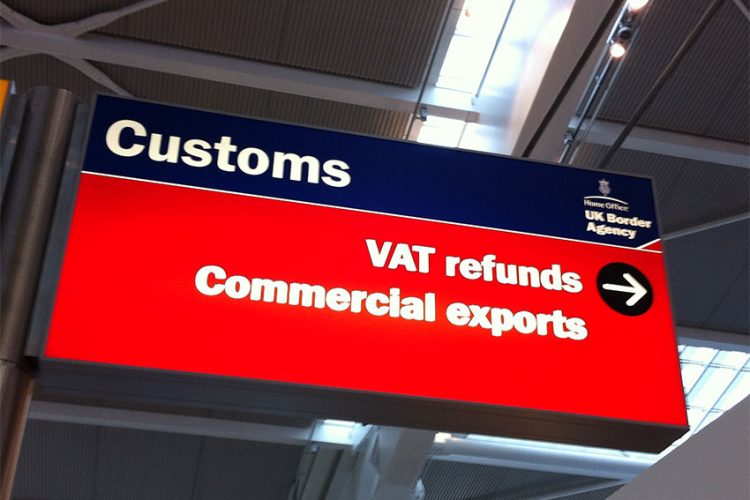 Customs
Home Office
UK Border
Agency
VAT refunds
Commercial exports